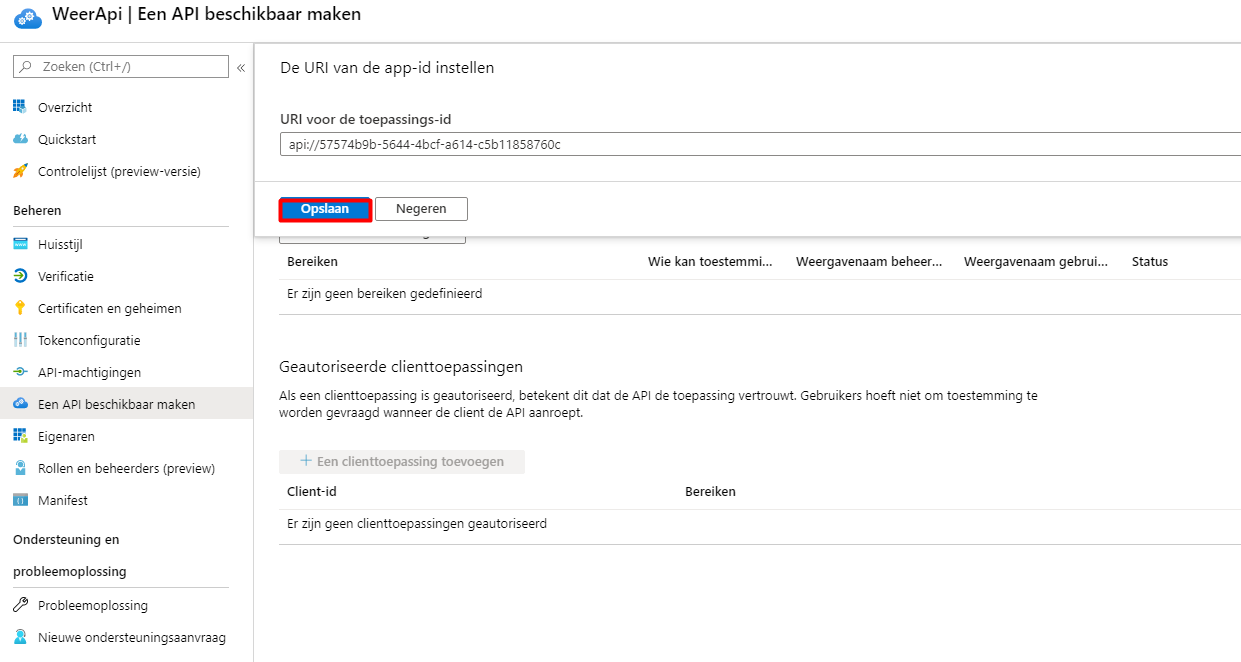 WeerApi | Een API beschikbaar maken
Zoeken (Ctrl+/)
«
Overzicht
Quickstart
Controlelijst (preview-versie)
Beheren
Huisstijl
Verificatie
Certificaten en geheimen
Tokenconfiguratie
API-machtigingen
Een API beschikbaar maken
Eigenaren
Rollen en beheerders (preview)
Manifest
Ondersteuning en
probleemoplossing
Probleemoplossing
Nieuwe ondersteuningsaanvraag
De URI van de app-id instellen
URI voor de toepassings-id
api://57574b9b-5644-4bcf-a614-c5b11858760c
Opslaan Negeren
Bereiken Wie kan toestemmi... Weergavenaam beheer... Weergavenaam gebrui... Status
Er zijn geen bereiken gedefinieerd
Geautoriseerde clienttoepassingen
Als een clienttoepassing is geautoriseerd, betekent dit dat de API de toepassing vertrouwt. Gebruikers hoeft niet om toestemming te
worden gevraagd wanneer de client de API aanroept.
+ Een clienttoepassing toevoegen
Client-id Bereiken
Er zijn geen clienttoepassingen geautoriseerd